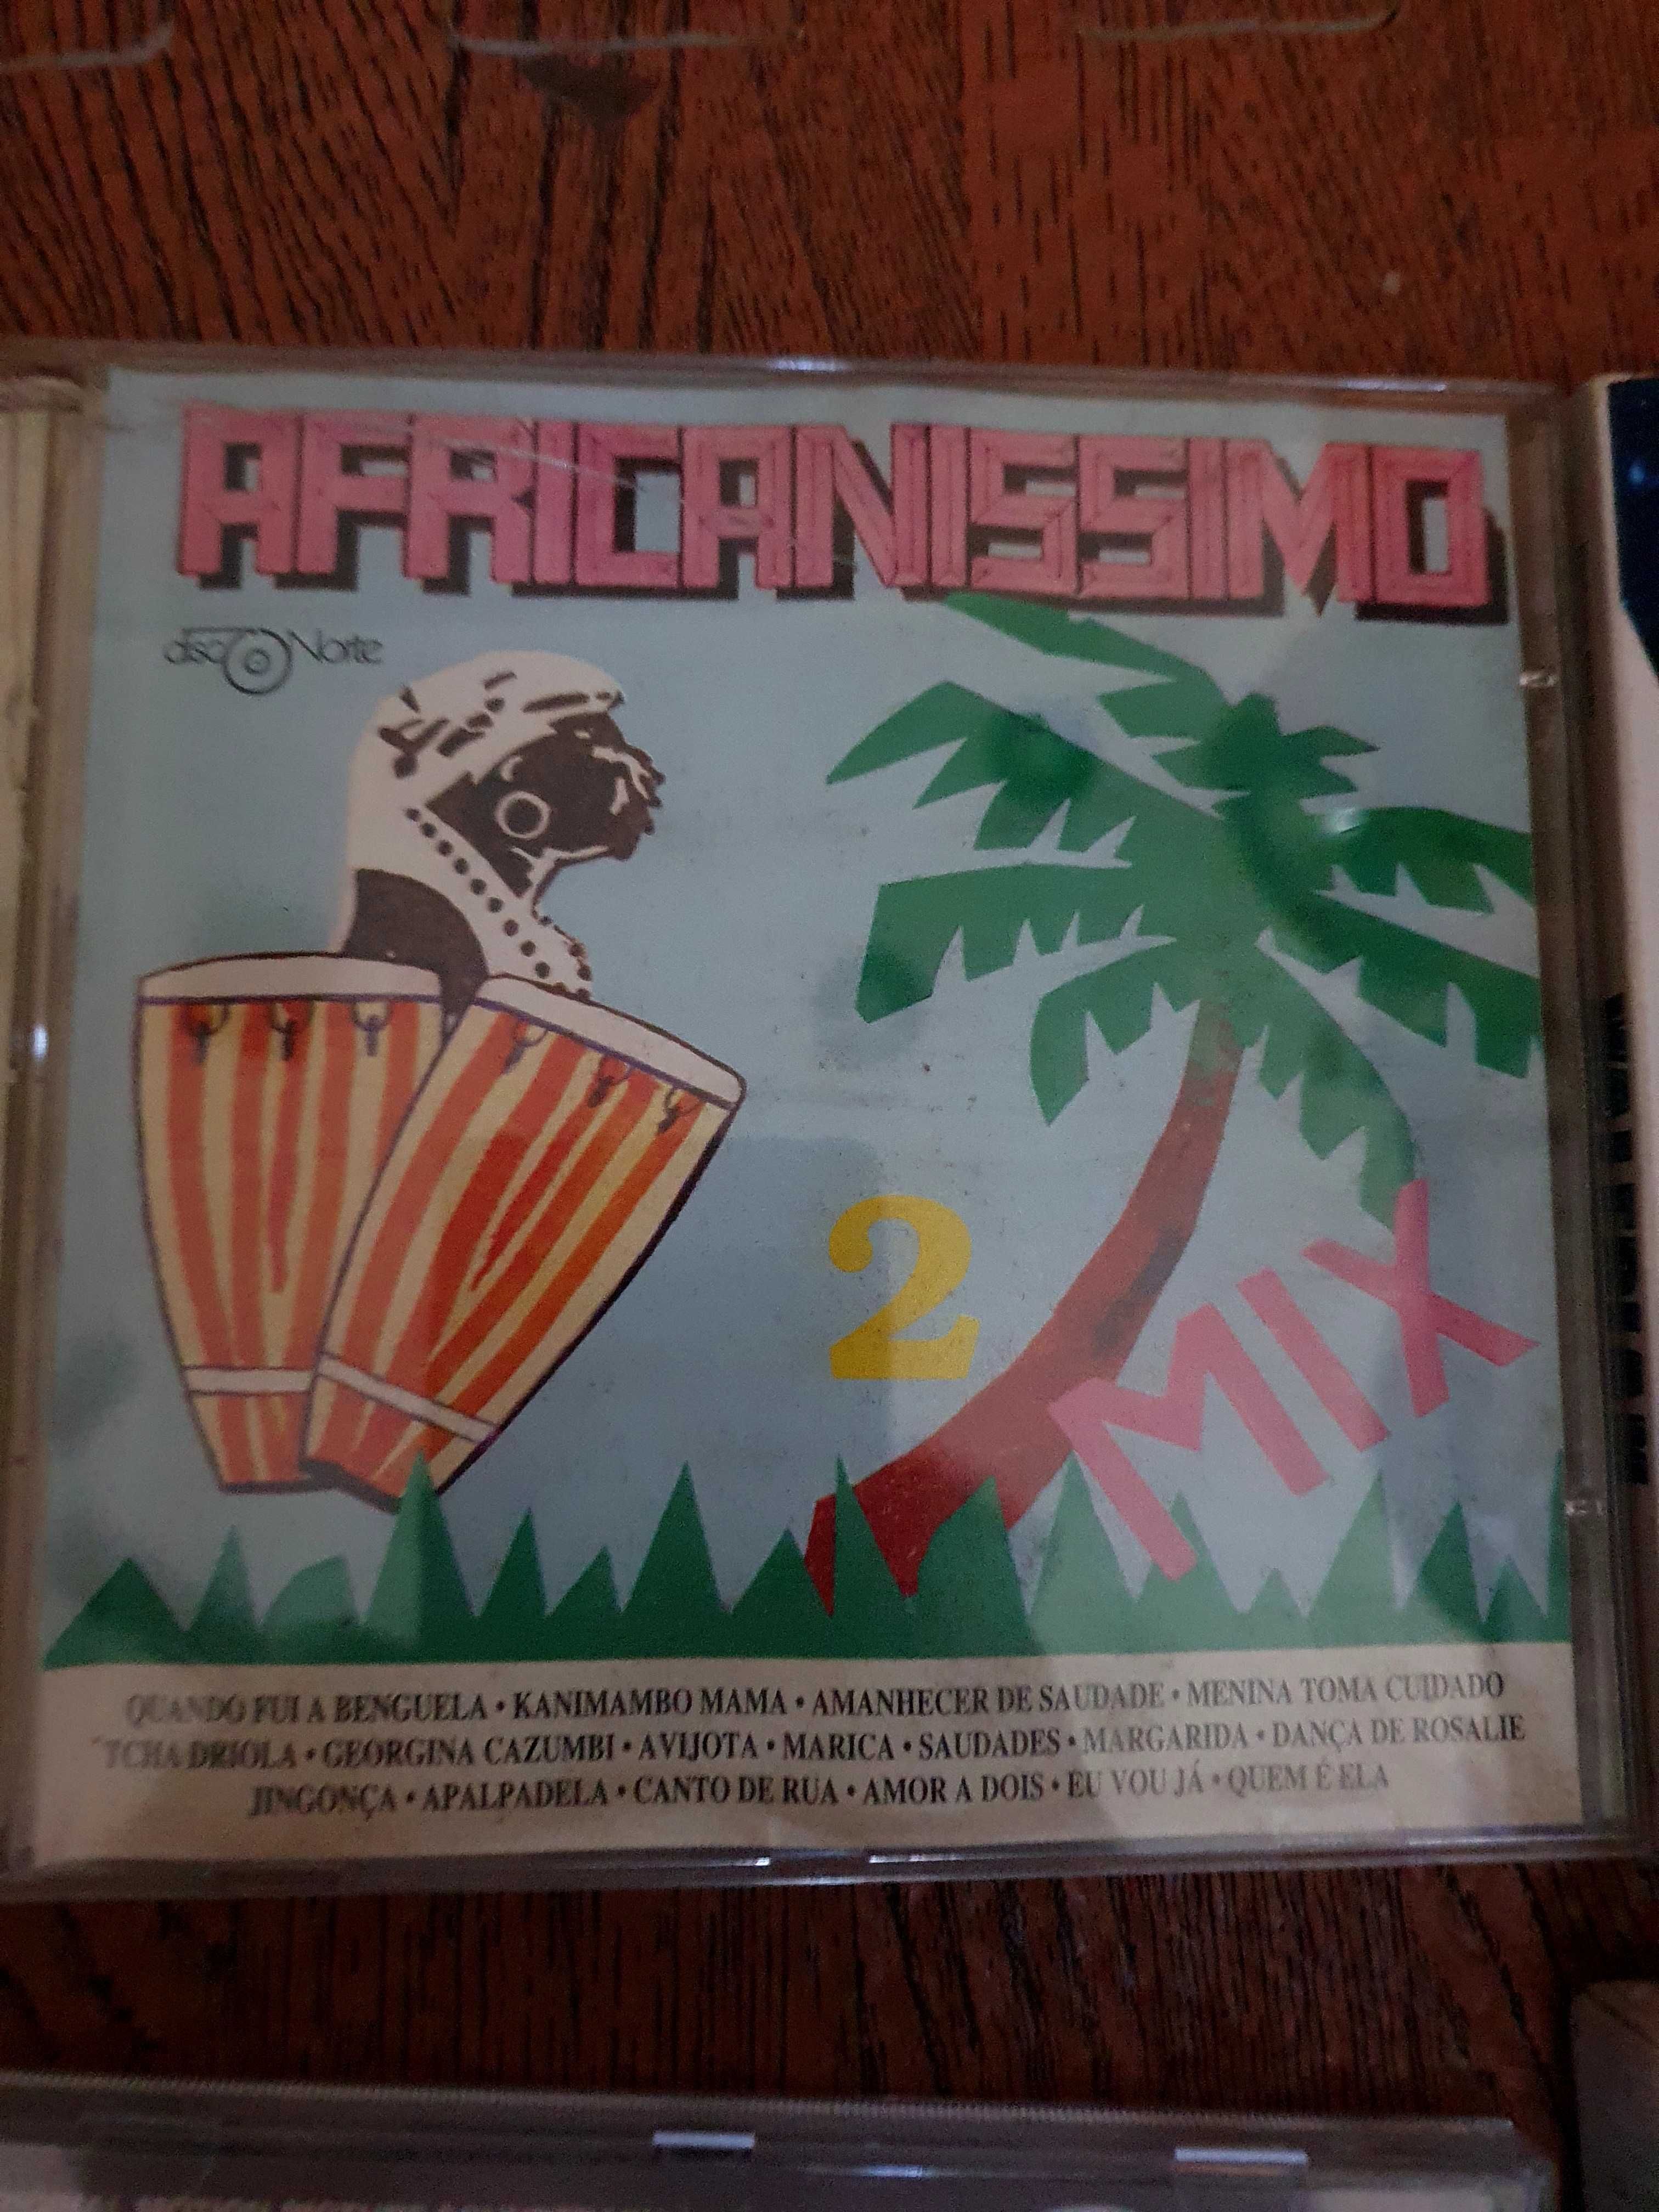 AFRICANISSIMO
disco Norte
2
MIX
QUANDO FUI A BENGUELA • KANIMAMBO MAMA • AMANHECER DE SAUDADE • MENINA TOMA CUIDADO
TCHA DRIOLA • GEORGINA CAZUMBI • AVIJOTA • MARICA • SAUDADES • MARGARIDA • DANÇA DE ROSALIE
JINGONÇA • APALPADELA • CANTO DE RUA • AMOR A DOIS • EU VOU JÁ • QUEM É ELA